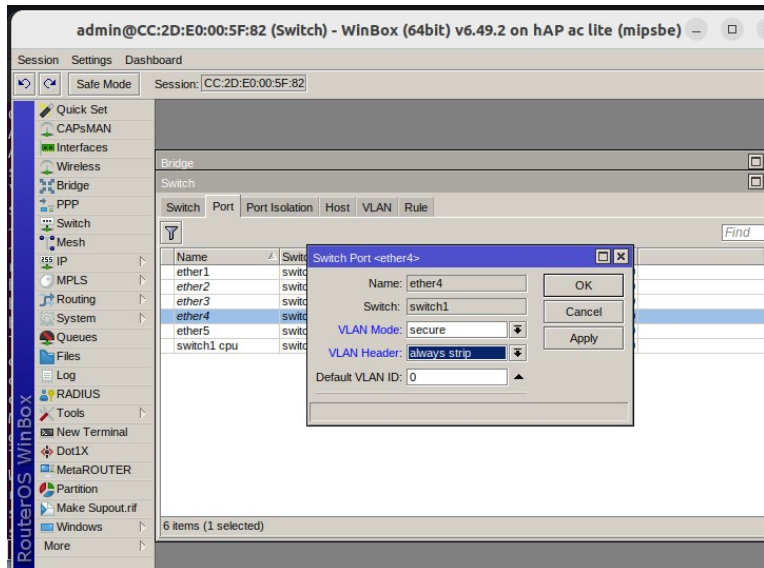 admin@CC:2D:E0:00:5F:82 (Switch) - WinBox (64bit) v6.49.2 on hAP ac lite (mipsbe)
Session Settings Dashboard
Safe Mode Session: CC:2D:E0:00:5F:82
Quick Set
CAPsMAN
Interfaces
Wireless
Bridge
PPP
Switch
Mesh
IP
MPLS
Routing
System
Queues
Files
Log
RADIUS
Tools
New Terminal
Dot1X
MetaROUTER
Partition
Make Supout.rif
Windows
More
RouterOS WinBox
Bridge
Switch
Switch Port Port Isolation Host VLAN Rule
Find
Name
ether1
ether2
ether3
ether4
ether5
switch1 cpu
6 items (1 selected)
Switch Port <ether4>
Name: ether4
Switch: switch1
VLAN Mode: secure
VLAN Header: always strip
Default VLAN ID: 0
OK
Cancel
Apply